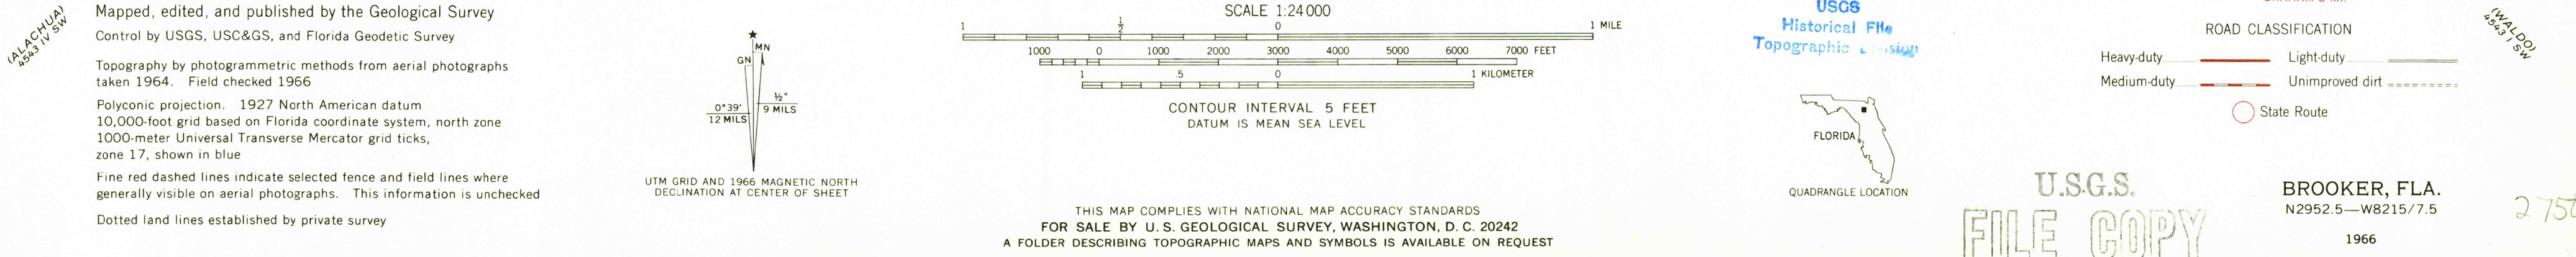 (ALACHUA)
4543 IV SW
Mapped, edited, and published by the Geological Survey
Control by USGS, USC&GS, and Florida Geodetic Survey
Topography by photogrammetric methods from aerial photographs
taken 1964. Field checked 1966
Polyconic projection. 1927 North American datum
10,000-foot grid based on Florida coordinate system, north zone
1000-meter Universal Transverse Mercator grid ticks,
zone 17, shown in blue
Fine red dashed lines indicate selected fence and field lines where
generally visible on aerial photographs. This information is unchecked
Dotted land lines established by private survey
MN
GN
0°39'
12 MILS
½°
9 MILS
UTM GRID AND 1966 MAGNETIC NORTH
DECLINATION AT CENTER OF SHEET
SCALE 1:24 000
1 ½ 0 1 MILE
1000 0 1000 2000 3000 4000 5000 6000 7000 FEET
1 .5 0 1 KILOMETER
CONTOUR INTERVAL 5 FEET
DATUM IS MEAN SEA LEVEL
THIS MAP COMPLIES WITH NATIONAL MAP ACCURACY STANDARDS
FOR SALE BY U. S. GEOLOGICAL SURVEY, WASHINGTON, D. C. 20242
A FOLDER DESCRIBING TOPOGRAPHIC MAPS AND SYMBOLS IS AVAILABLE ON REQUEST
USGS
Historical File
Topographic Division
FLORIDA
QUADRANGLE LOCATION
ROAD CLASSIFICATION
Heavy-duty Light-duty
Medium-duty Unimproved dirt
State Route
(WALDO)
4543 I SW
U.S.G.S.
FILE COPY
BROOKER, FLA.
N2952.5—W8215/7.5
1966